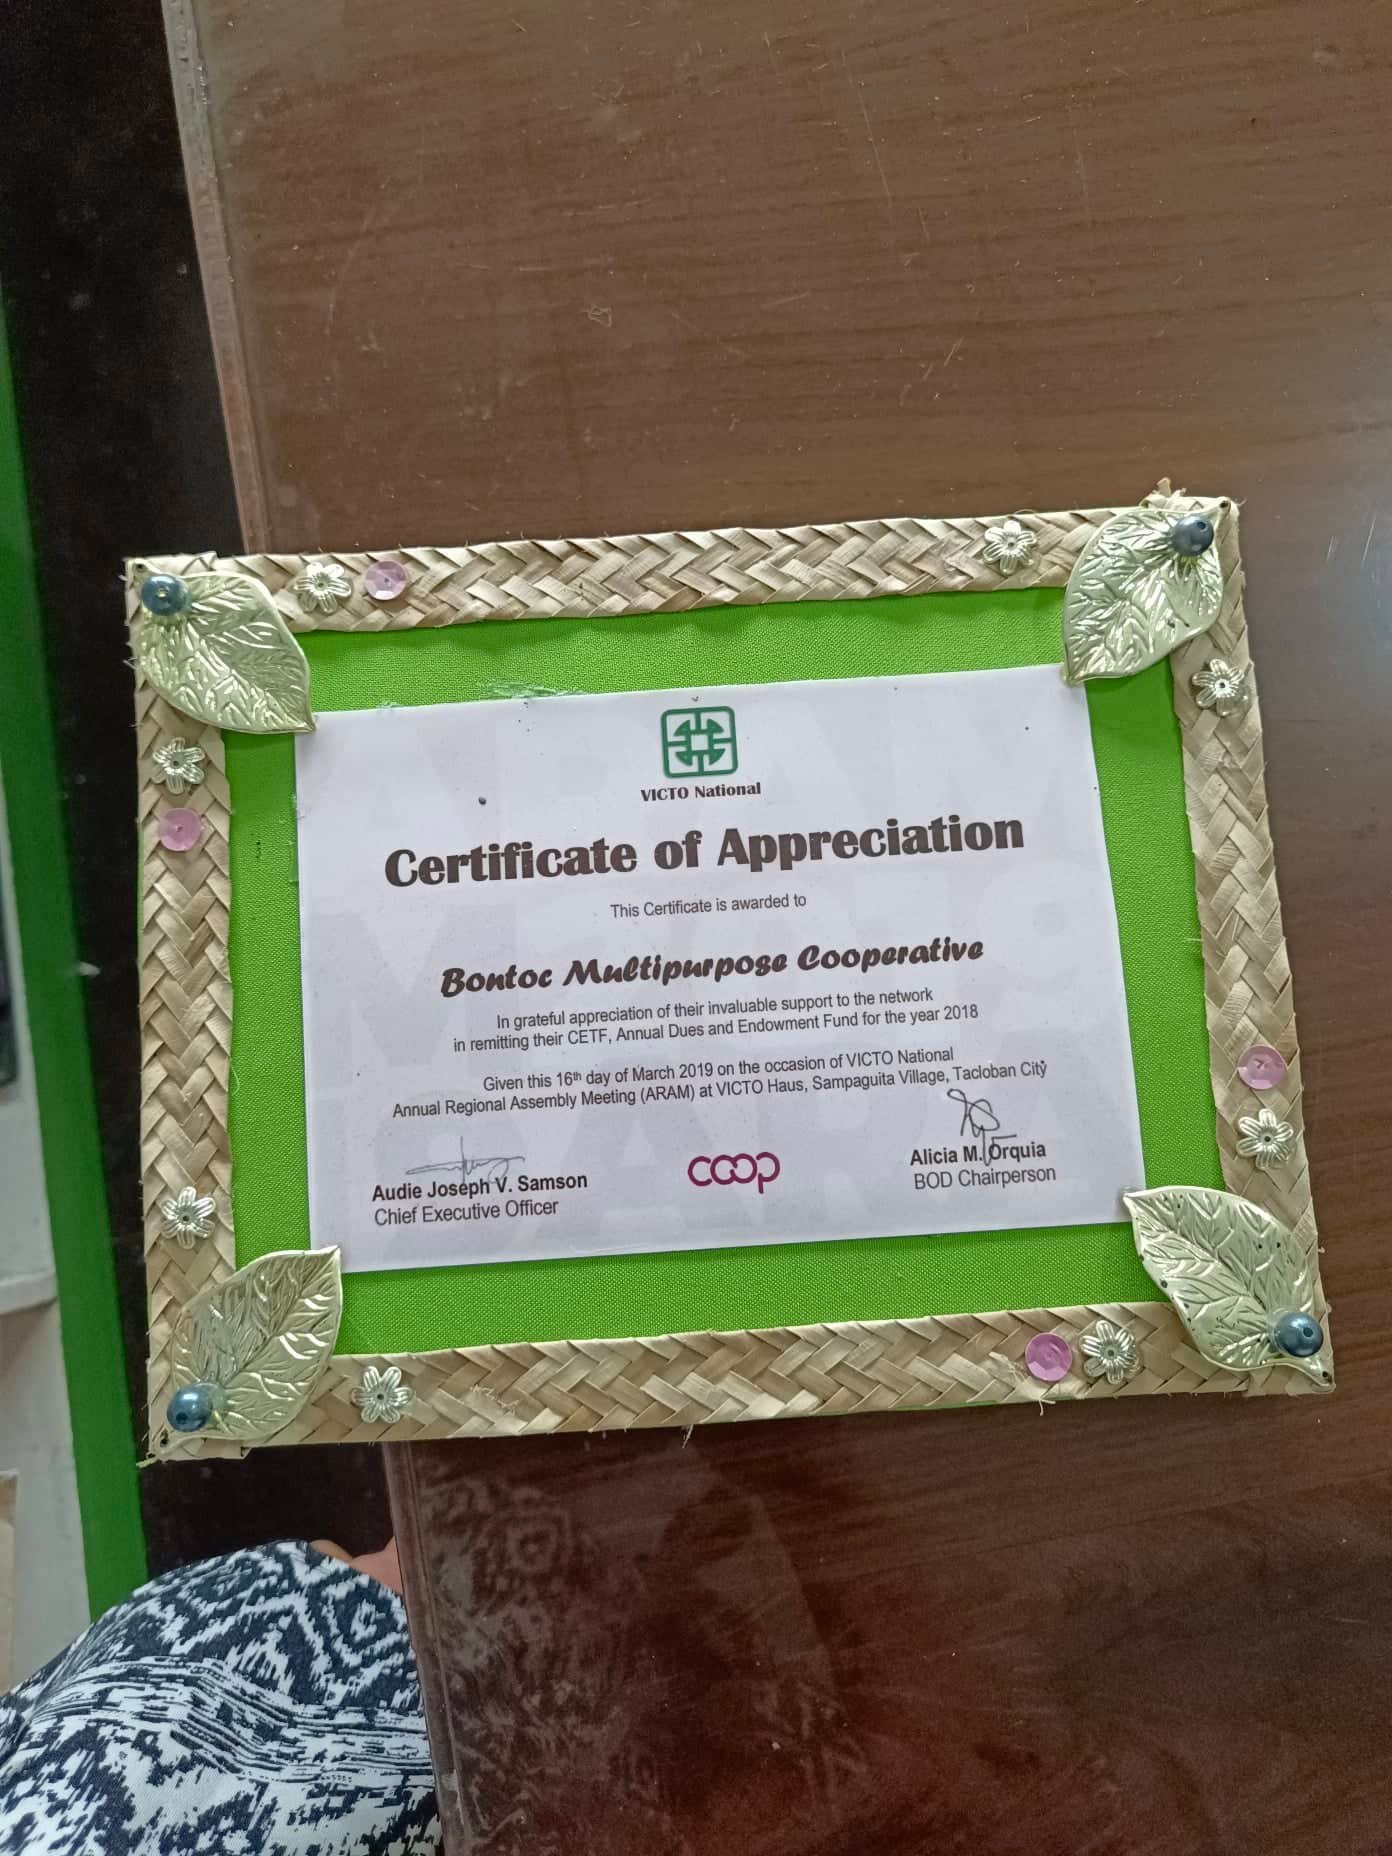 VICTO National
Certificate of Appreciation
This Certificate is awarded to
Bontoc Multipurpose Cooperative
In grateful appreciation of their invaluable support to the network
in remitting their CETF, Annual Dues and Endowment Fund for the year 2018
Given this 16th day of March 2019 on the occasion of VICTO National
Annual Regional Assembly Meeting (ARAM) at VICTO Haus, Sampaguita Village, Tacloban City
Audie Joseph V. Samson
Chief Executive Officer
coop
Alicia M. Orquia
BOD Chairperson